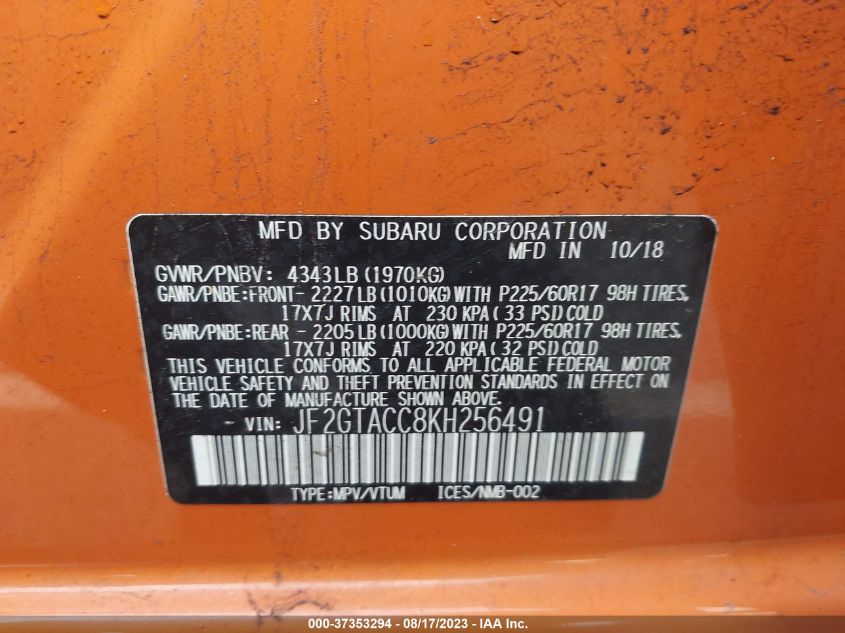 MFD BY SUBARU CORPORATION
MFD IN 10/18
GVWR/PNBV: 4343LB (1970KG)
GAWR/PNBE:FRONT- 2227LB (1010KG) WITH P225/60R17 98H TIRES,
17X7J RIMS AT 230 KPA ( 33 PSI) COLD
GAWR/PNBE:REAR - 2205LB (1000KG) WITH P225/60R17 98H TIRES,
17X7J RIMS AT 220 KPA ( 32 PSI) COLD
THIS VEHICLE CONFORMS TO ALL APPLICABLE FEDERAL MOTOR
VEHICLE SAFETY AND THEFT PREVENTION STANDARDS IN EFFECT ON
THE DATE OF MANUFACTURE SHOWN ABOVE.
- VIN: JF2GTACC8KH256491
TYPE:MPV/VTUM ICES/NMB-002
000-37353294 - 08/17/2023 - IAA Inc.